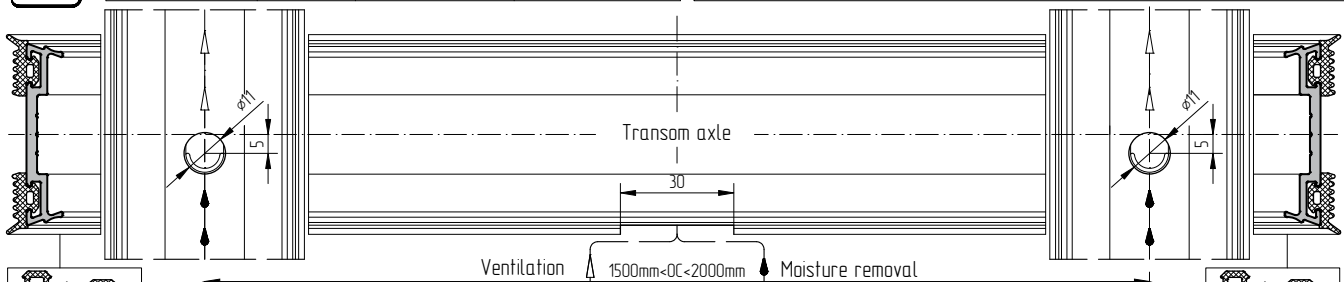 ø11
5
Transom axle
ø11
5
30
Ventilation
1500mm<OC<2000mm
Moisture removal